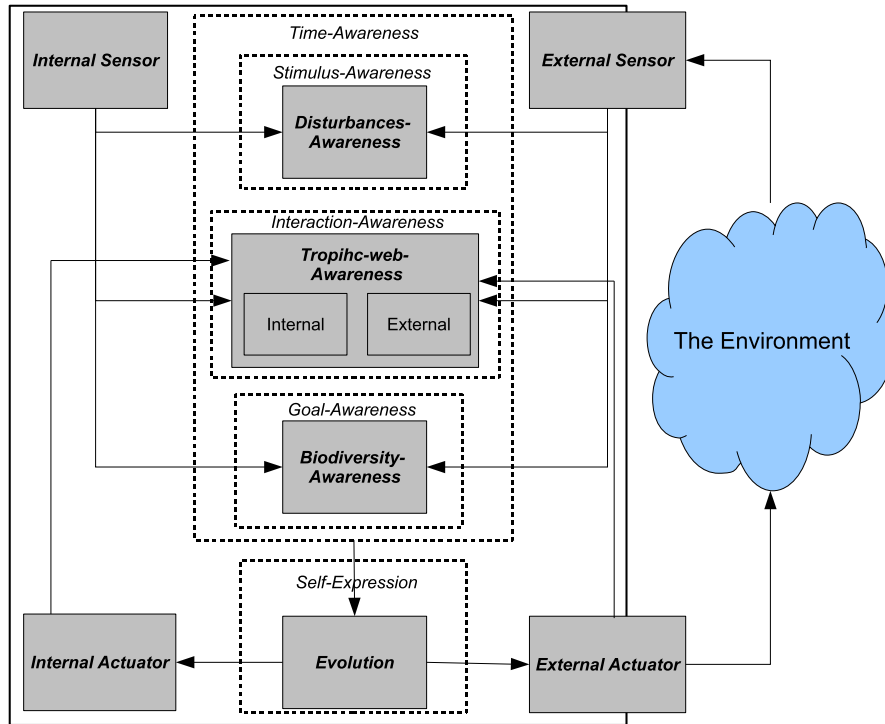 Time-Awareness
Internal Sensor
External Sensor
Stimulus-Awareness
Disturbances-
Awareness
Interaction-Awareness
Tropihc-web-
Awareness
Internal
External
The Environment
Goal-Awareness
Biodiversity-
Awareness
Self-Expression
Internal Actuator
Evolution
External Actuator